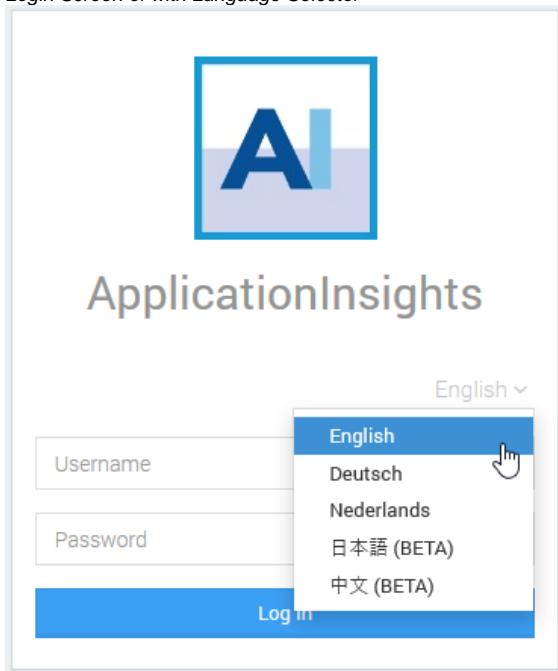 Login Screen of with Language Selector
AI
ApplicationInsights
English
English
Username
Deutsch
Nederlands
Password
日本語 (BETA)
中文 (BETA)
Log in